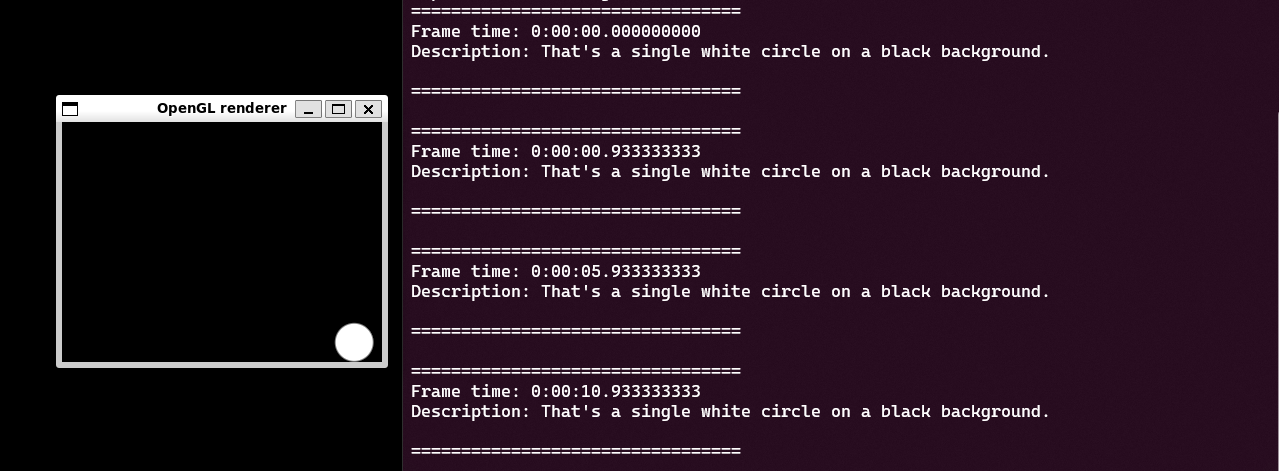 OpenGL renderer
=================================
Frame time: 0:00:00.000000000
Description: That's a single white circle on a black background.
=================================
=================================
Frame time: 0:00:00.933333333
Description: That's a single white circle on a black background.
=================================
=================================
Frame time: 0:00:05.933333333
Description: That's a single white circle on a black background.
=================================
=================================
Frame time: 0:00:10.933333333
Description: That's a single white circle on a black background.
=================================